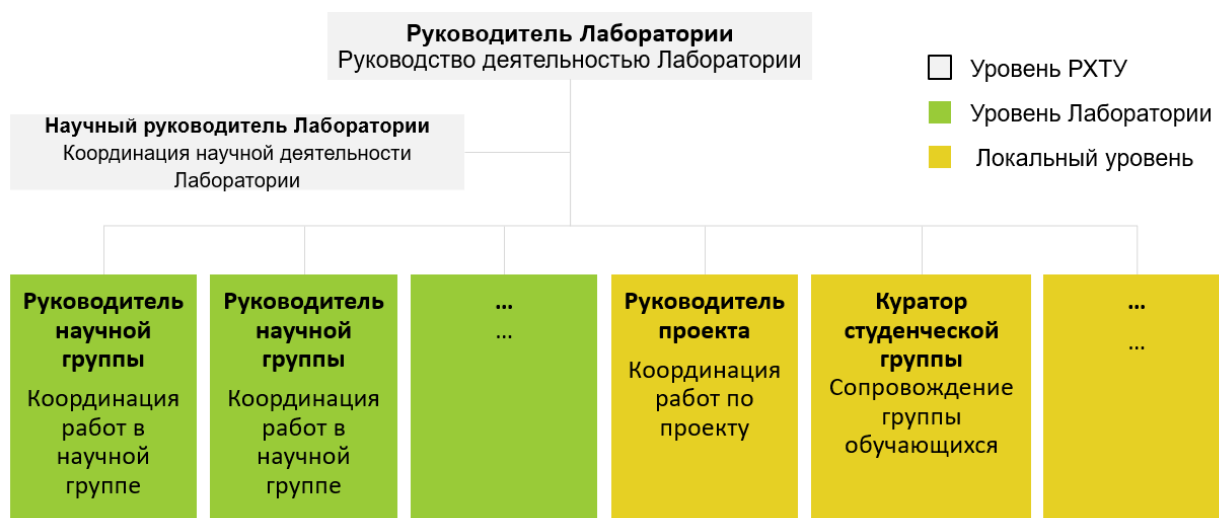 Руководитель Лаборатории
Руководство деятельностью Лаборатории
Уровень РХТУ
Уровень Лаборатории
Локальный уровень
Научный руководитель Лаборатории
Координация научной деятельности
Лаборатории
Руководитель
научной
группы
Координация
работ в
научной
группе
Руководитель
научной
группы
Координация
работ в
научной
группе
...
...
Руководитель
проекта
Координация
работ по
проекту
Куратор
студенческой
группы
Сопровождение
группы
обучающихся
...
...